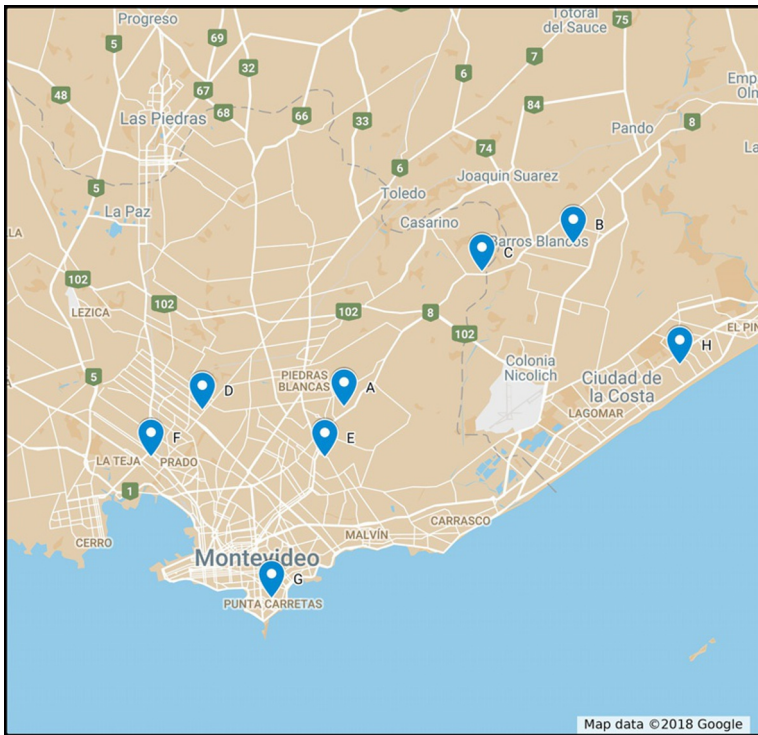 Totoral
del Sauce
Progreso
75
5
69
7
32
6
Emp
Olm
67
48
84
68
66
33
8
Las Piedras
Pando
74
La
6
Joaquin Suarez
5
Toledo
La Paz
Casarino
B
Barros Blancos
C
102
102
102
8
LEZICA
102
EL PIN
H
Colonia
Nicolich
PIEDRAS
BLANCAS
5
Ciudad de
la Costa
D
A
LAGOMAR
F
E
LA TEJA
PRADO
1
CARRASCO
MALVÍN
CERRO
Montevideo
G
PUNTA CARRETAS
Map data ©2018 Google